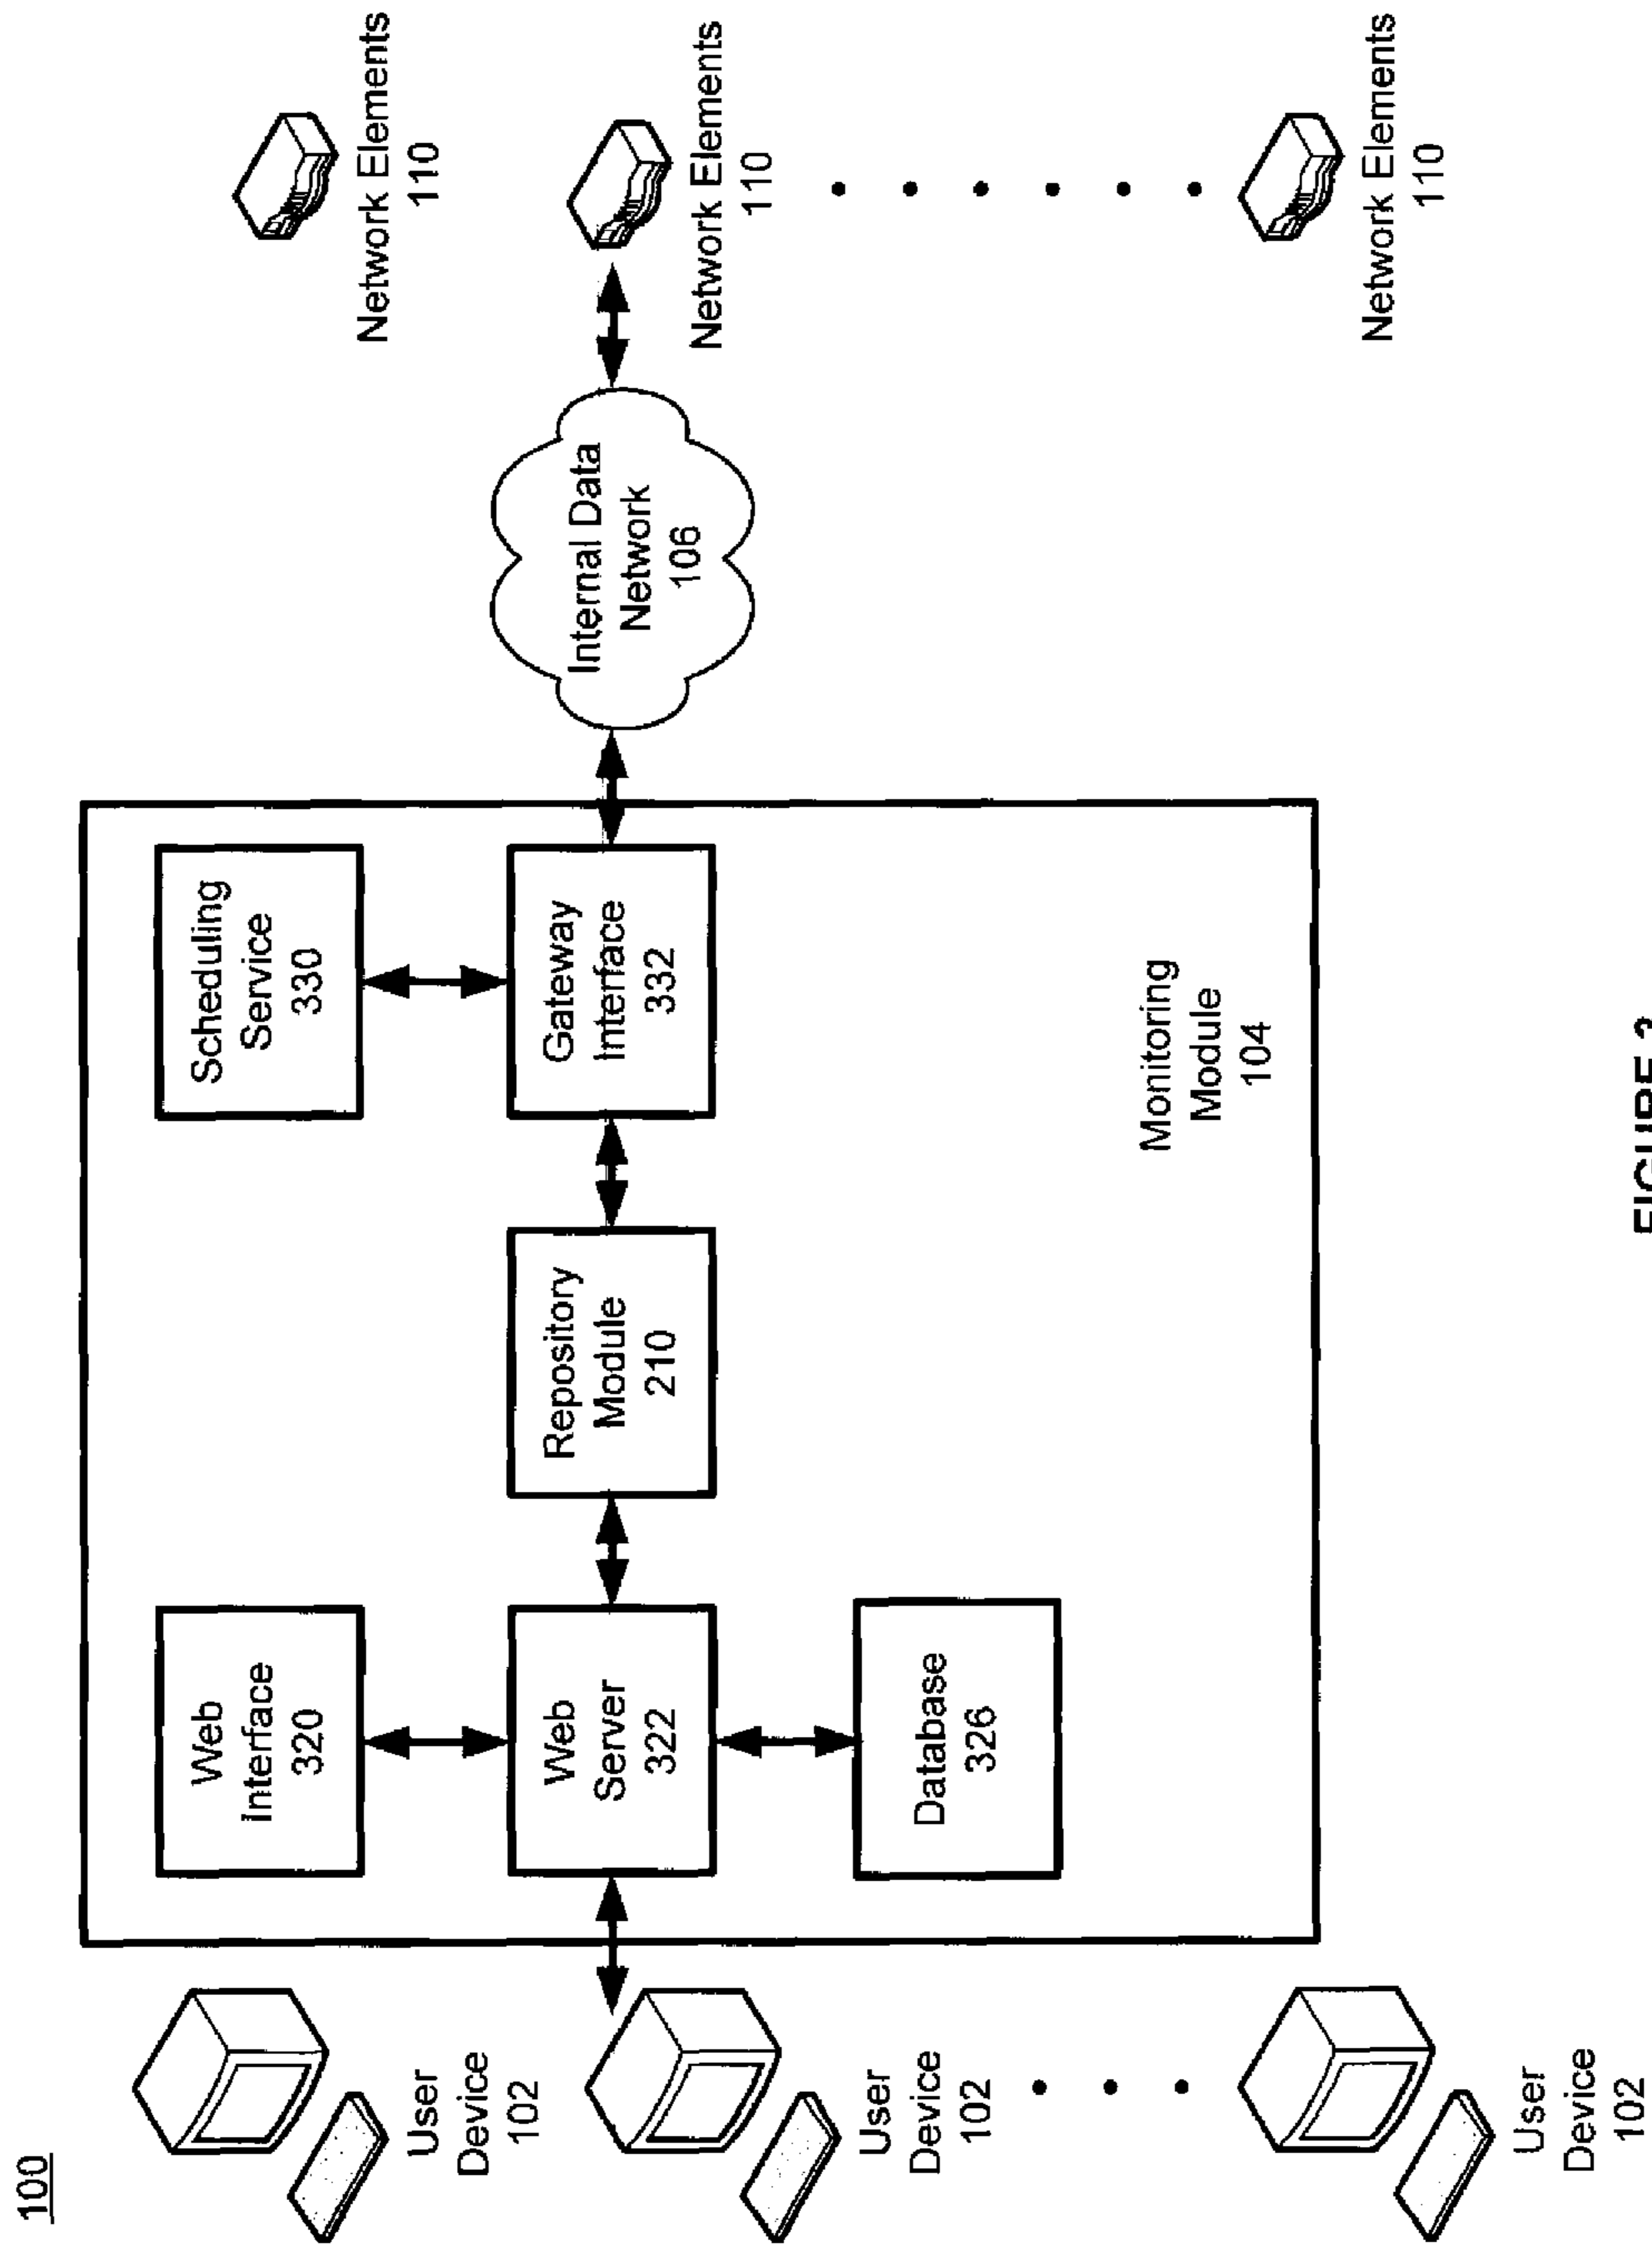 100
User
Device
102
User
Device
102
User
Device
102
Web
Interface
320
Web
Server
322
Database
326
Repository
Module
210
Scheduling
Service
330
Gateway
Interface
332
Monitoring
Module
104
Internal Data
Network
106
Network Elements
110
Network Elements
110
Network Elements
110
FIGURE 3